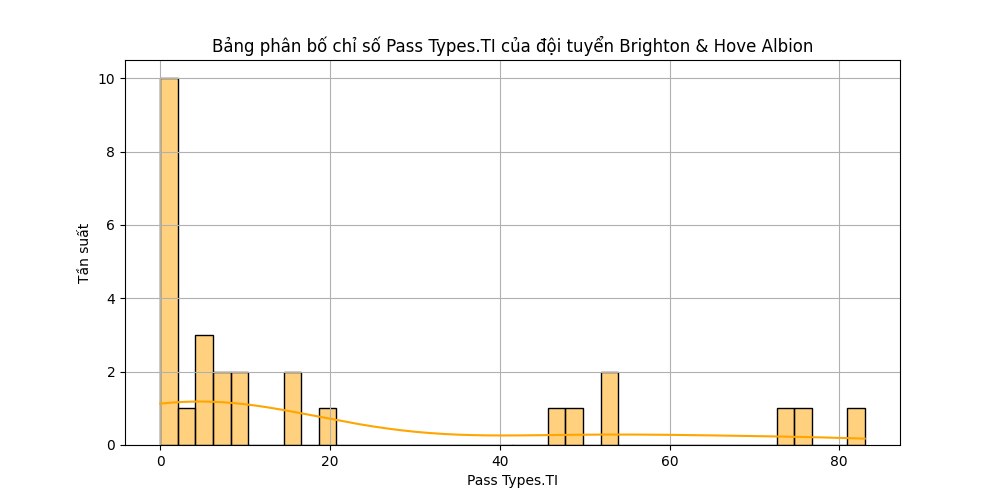 Bảng phân bố chỉ số Pass Types.TI của đội tuyển Brighton & Hove Albion
10
8
6
4
2
0
Tần suất
0 20 40 60 80
Pass Types.TI